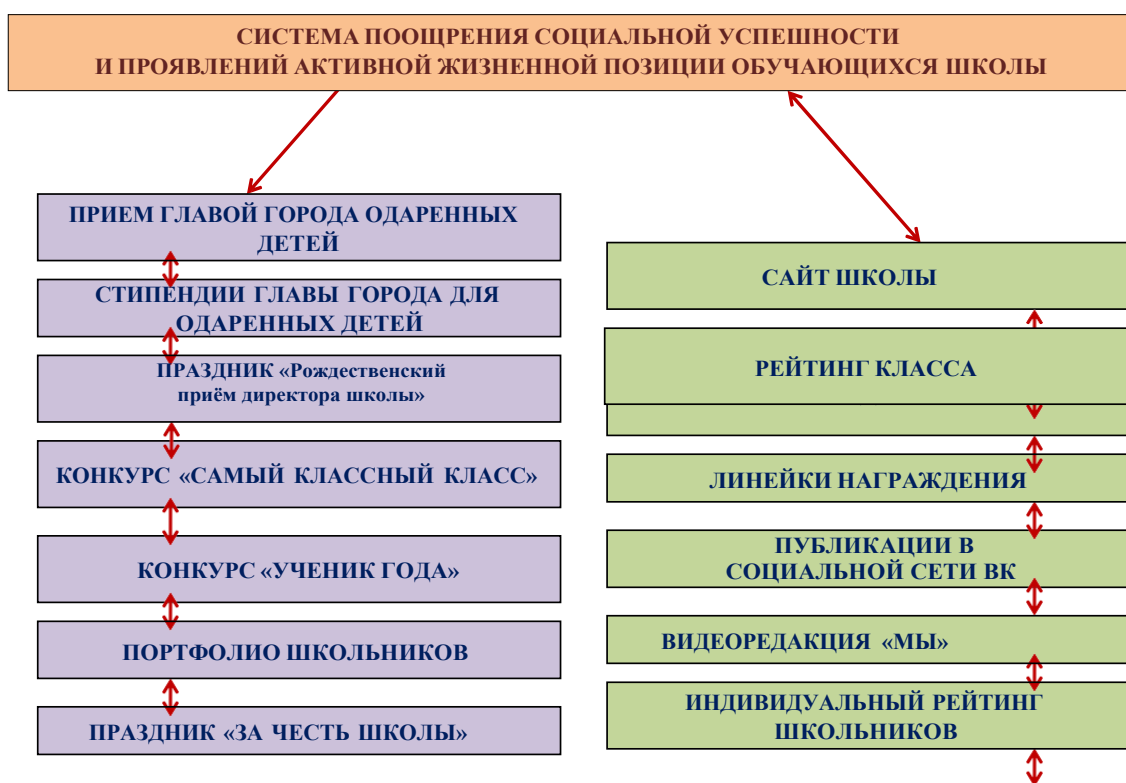 СИСТЕМА ПООЩРЕНИЯ СОЦИАЛЬНОЙ УСПЕШНОСТИ
И ПРОЯВЛЕНИЙ АКТИВНОЙ ЖИЗНЕННОЙ ПОЗИЦИИ ОБУЧАЮЩИХСЯ ШКОЛЫ
ПРИЕМ ГЛАВОЙ ГОРОДА ОДАРЕННЫХ
ДЕТЕЙ
СТИПЕНДИИ ГЛАВЫ ГОРОДА ДЛЯ
ОДАРЕННЫХ ДЕТЕЙ
ПРАЗДНИК «Рождественский
приём директора школы»
КОНКУРС «САМЫЙ КЛАССНЫЙ КЛАСС»
КОНКУРС «УЧЕНИК ГОДА»
ПОРТФОЛИО ШКОЛЬНИКОВ
ПРАЗДНИК «ЗА ЧЕСТЬ ШКОЛЫ»
САЙТ ШКОЛЫ
РЕЙТИНГ КЛАССА
ЛИНЕЙКИ НАГРАЖДЕНИЯ
ПУБЛИКАЦИИ В
СОЦИАЛЬНОЙ СЕТИ ВК
ВИДЕОРЕДАКЦИЯ «МЫ»
ИНДИВИДУАЛЬНЫЙ РЕЙТИНГ
ШКОЛЬНИКОВ